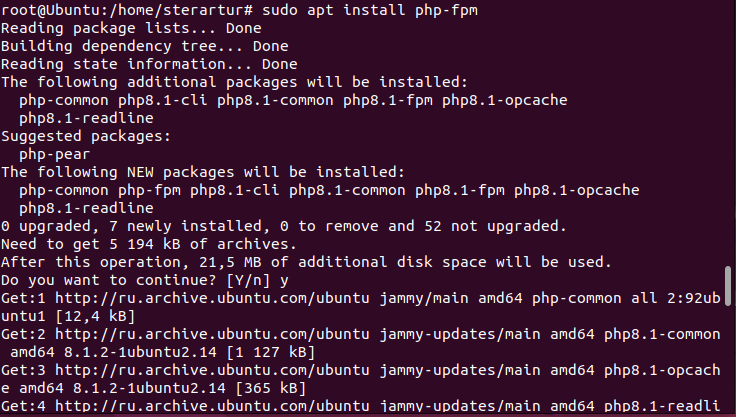 root@Ubuntu:/home/sterartur# sudo apt install php-fpm
Reading package lists... Done
Building dependency tree... Done
Reading state information... Done
The following additional packages will be installed:
  php-common php8.1-cli php8.1-common php8.1-fpm php8.1-opcache
  php8.1-readline
Suggested packages:
  php-pear
The following NEW packages will be installed:
  php-common php-fpm php8.1-cli php8.1-common php8.1-fpm php8.1-opcache
  php8.1-readline
0 upgraded, 7 newly installed, 0 to remove and 52 not upgraded.
Need to get 5 194 kB of archives.
After this operation, 21,5 MB of additional disk space will be used.
Do you want to continue? [Y/n] y
Get:1 http://ru.archive.ubuntu.com/ubuntu jammy/main amd64 php-common all 2:92ub
untu1 [12,4 kB]
Get:2 http://ru.archive.ubuntu.com/ubuntu jammy-updates/main amd64 php8.1-common
 amd64 8.1.2-1ubuntu2.14 [1 127 kB]
Get:3 http://ru.archive.ubuntu.com/ubuntu jammy-updates/main amd64 php8.1-opcach
e amd64 8.1.2-1ubuntu2.14 [365 kB]
Get:4 http://ru.archive.ubuntu.com/ubuntu jammy-updates/main amd64 php8.1-readli